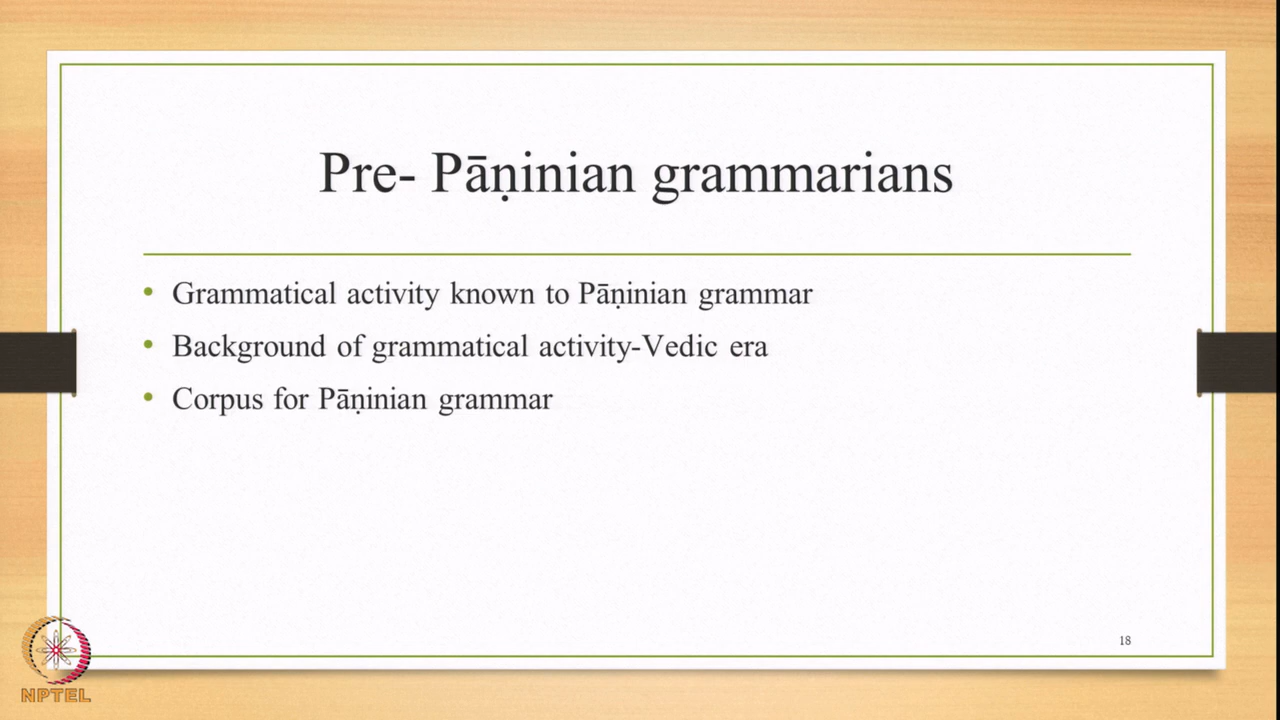 Pre- Pāṇinian grammarians
• Grammatical activity known to Pāṇinian grammar
• Background of grammatical activity-Vedic era
• Corpus for Pāṇinian grammar
18
NPTEL